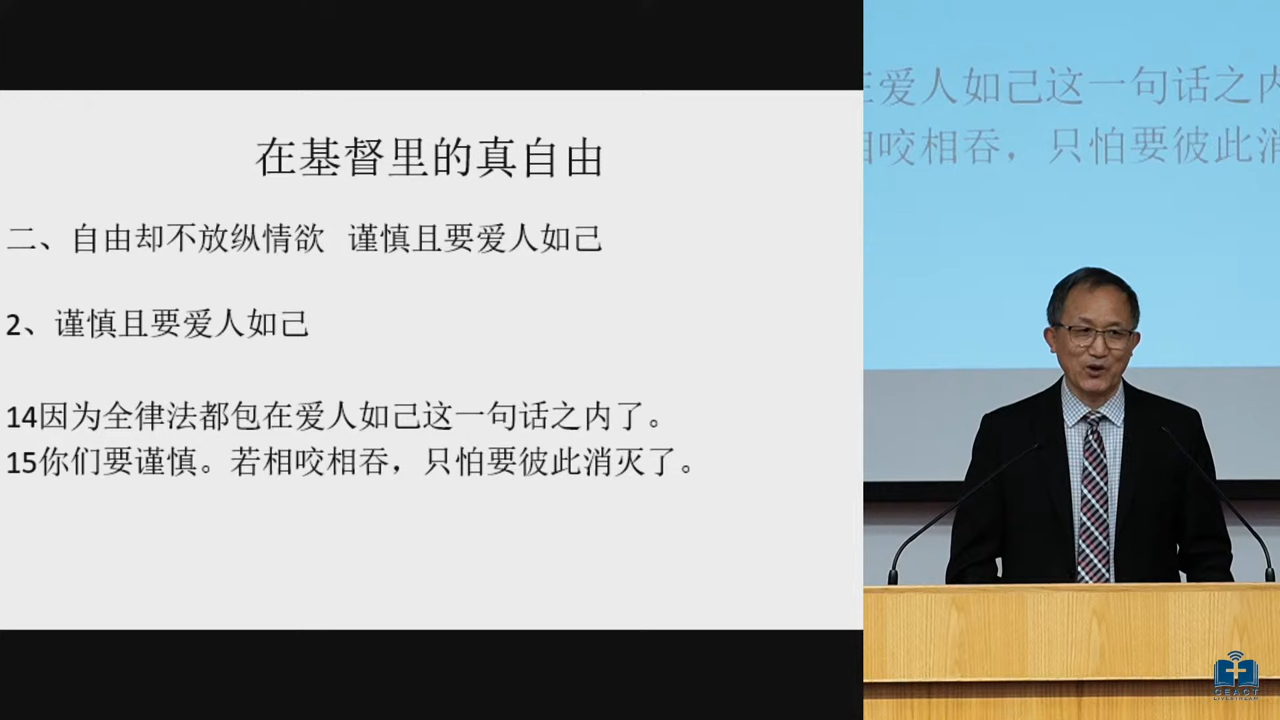 在基督里的真自由
二、自由却不放纵情欲 谨慎且要爱人如己
2、谨慎且要爱人如己
14因为全律法都包在爱人如己这一句话之内了。
15你们要谨慎。若相咬相吞，只怕要彼此消灭了。
在爱人如己这一句话之内
相咬相吞，只怕要彼此消
CEACT
LIVESTREAM